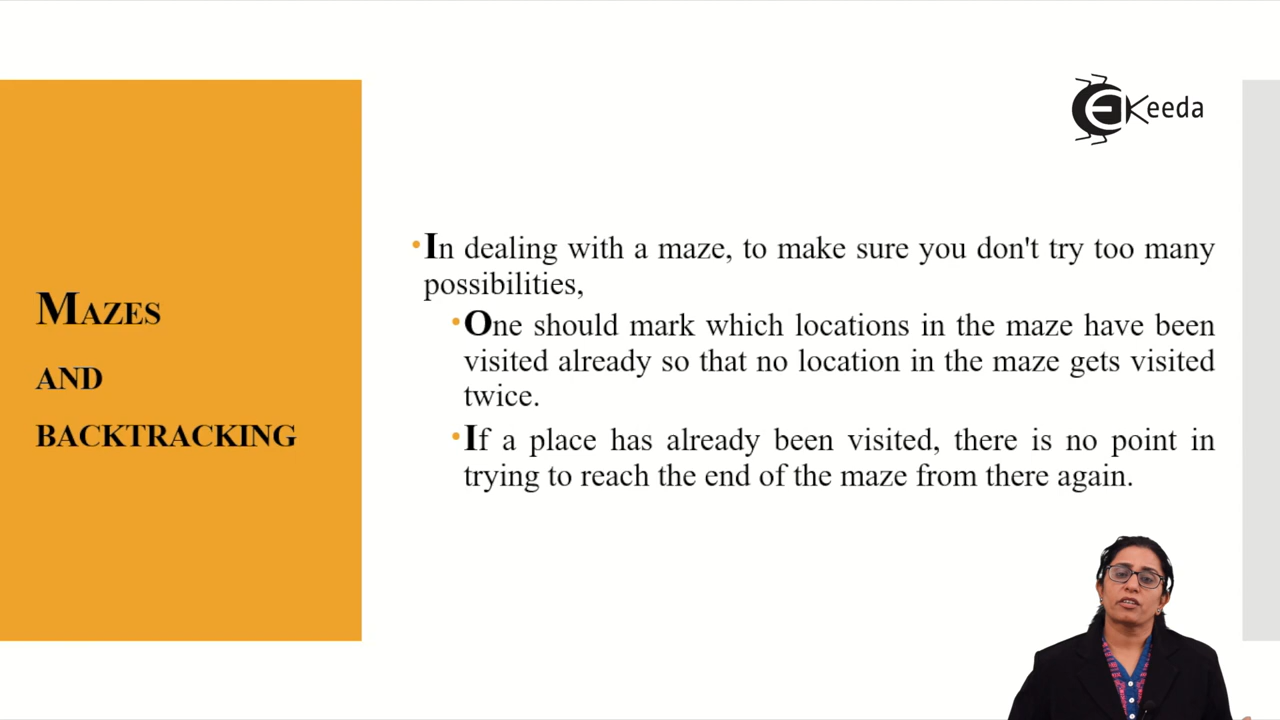 EKeeda
MAZES
AND
BACKTRACKING
•In dealing with a maze, to make sure you don't try too many
possibilities,
•One should mark which locations in the maze have been
visited already so that no location in the maze gets visited
twice.
•If a place has already been visited, there is no point in
trying to reach the end of the maze from there again.